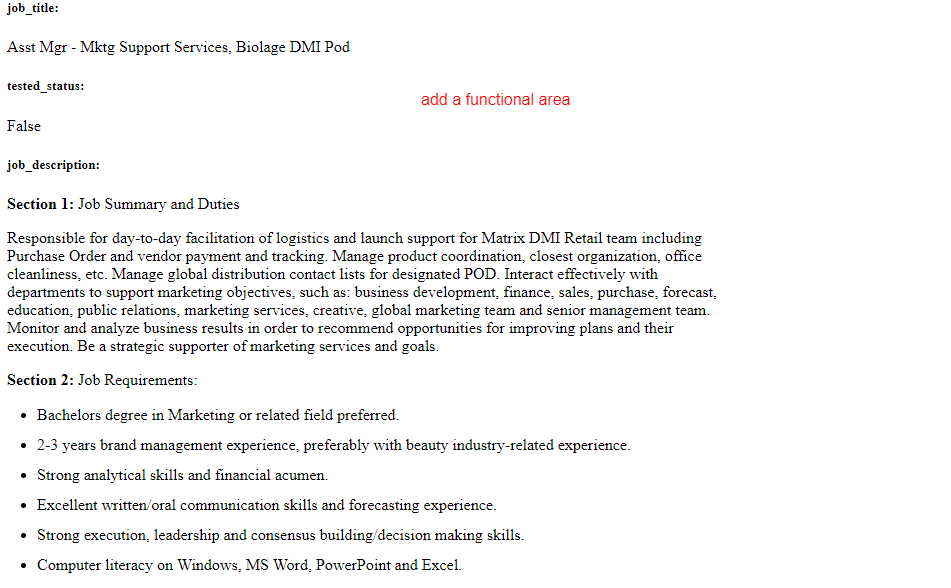 job_title:
Asst Mgr - Mktg Support Services, Biolage DMI Pod
tested_status:
add a functional area
False
job_description:
Section 1: Job Summary and Duties
Responsible for day-to-day facilitation of logistics and launch support for Matrix DMI Retail team including
Purchase Order and vendor payment and tracking. Manage product coordination, closest organization, office
cleanliness, etc. Manage global distribution contact lists for designated POD. Interact effectively with
departments to support marketing objectives, such as: business development, finance, sales, purchase, forecast,
education, public relations, marketing services, creative, global marketing team and senior management team.
Monitor and analyze business results in order to recommend opportunities for improving plans and their
execution. Be a strategic supporter of marketing services and goals.
Section 2: Job Requirements:
• Bachelors degree in Marketing or related field preferred.
• 2-3 years brand management experience, preferably with beauty industry-related experience.
• Strong analytical skills and financial acumen.
• Excellent written/oral communication skills and forecasting experience.
• Strong execution, leadership and consensus building/decision making skills.
• Computer literacy on Windows, MS Word, PowerPoint and Excel.